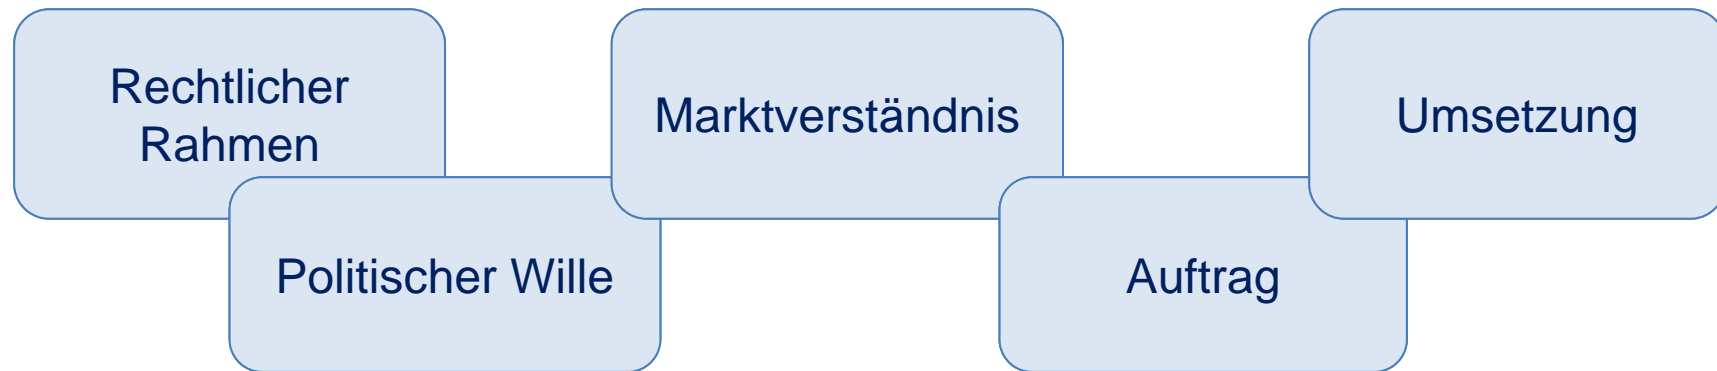 Rechtlicher
Rahmen
Politischer Wille
Marktverständnis
Auftrag
Umsetzung